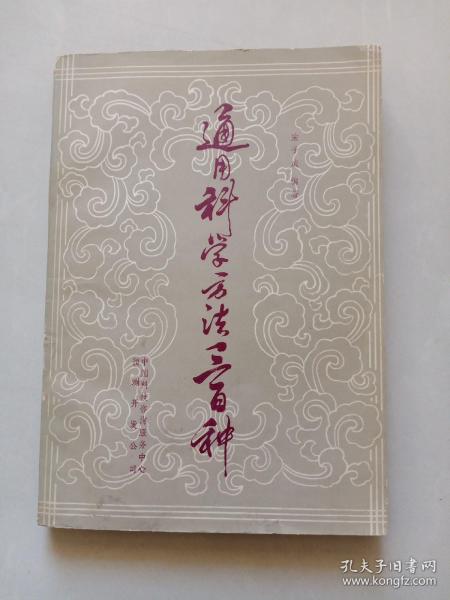 通用科学方法三百种
中国科技咨询服务中心
预测开发公司
孔夫子旧书网
www.kongfz.com